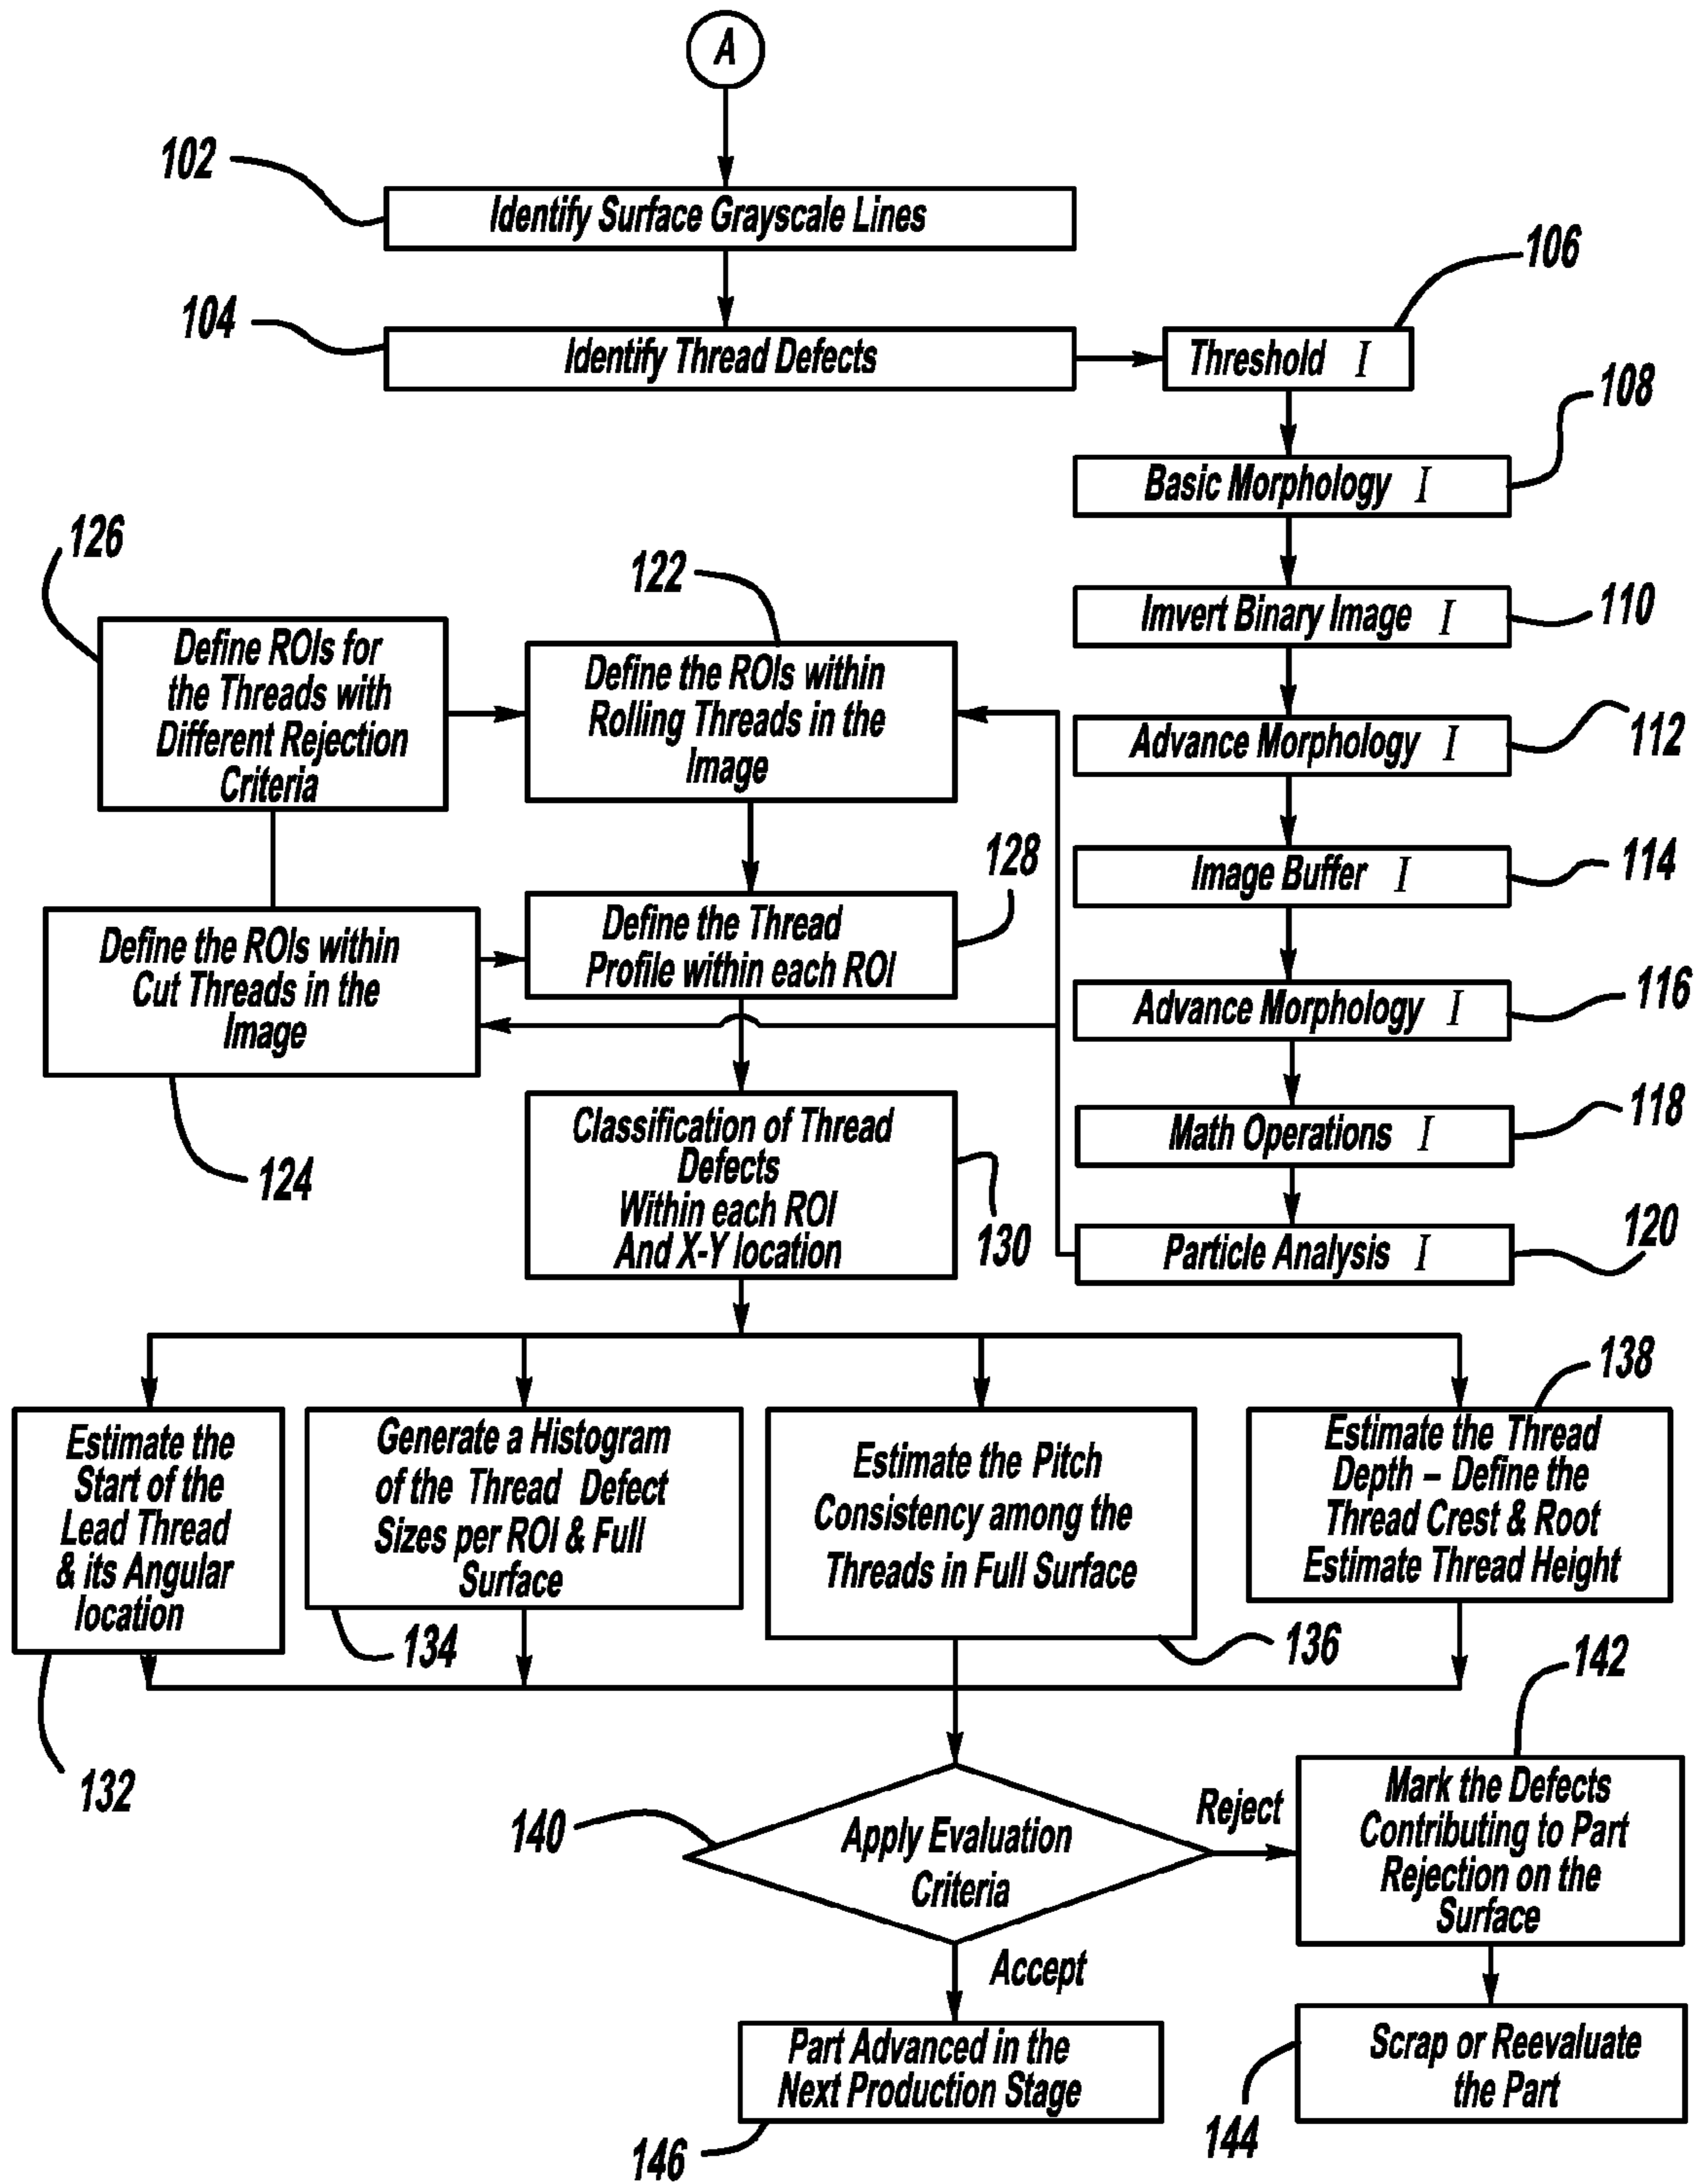 A
102
Identify Surface Grayscale Lines
104
Identify Thread Defects
106
Threshold I
108
Basic Morphology I
110
Imvert Binary Image I
112
Advance Morphology I
114
Image Buffer I
116
Advance Morphology I
118
Math Operations I
120
Particle Analysis I
126
Define ROIs for
the Threads with
Different Rejection
Criteria
122
Define the ROIs within
Rolling Threads in the
Image
124
Define the ROIs within
Cut Threads in the
Image
128
Define the Thread
Profile within each ROI
130
Classification of Thread
Defects
Within each ROI
And X-Y location
132
Estimate the
Start of the
Lead Thread
& its Angular
location
134
Generate a Histogram
of the Thread Defect
Sizes per ROI & Full
Surface
136
Estimate the Pitch
Consistency among the
Threads in Full Surface
138
Estimate the Thread
Depth – Define the
Thread Crest & Root
Estimate Thread Height
140
Apply Evaluation
Criteria
Reject
142
Mark the Defects
Contributing to Part
Rejection on the
Surface
Accept
144
Scrap or Reevaluate
the Part
146
Part Advanced in the
Next Production Stage